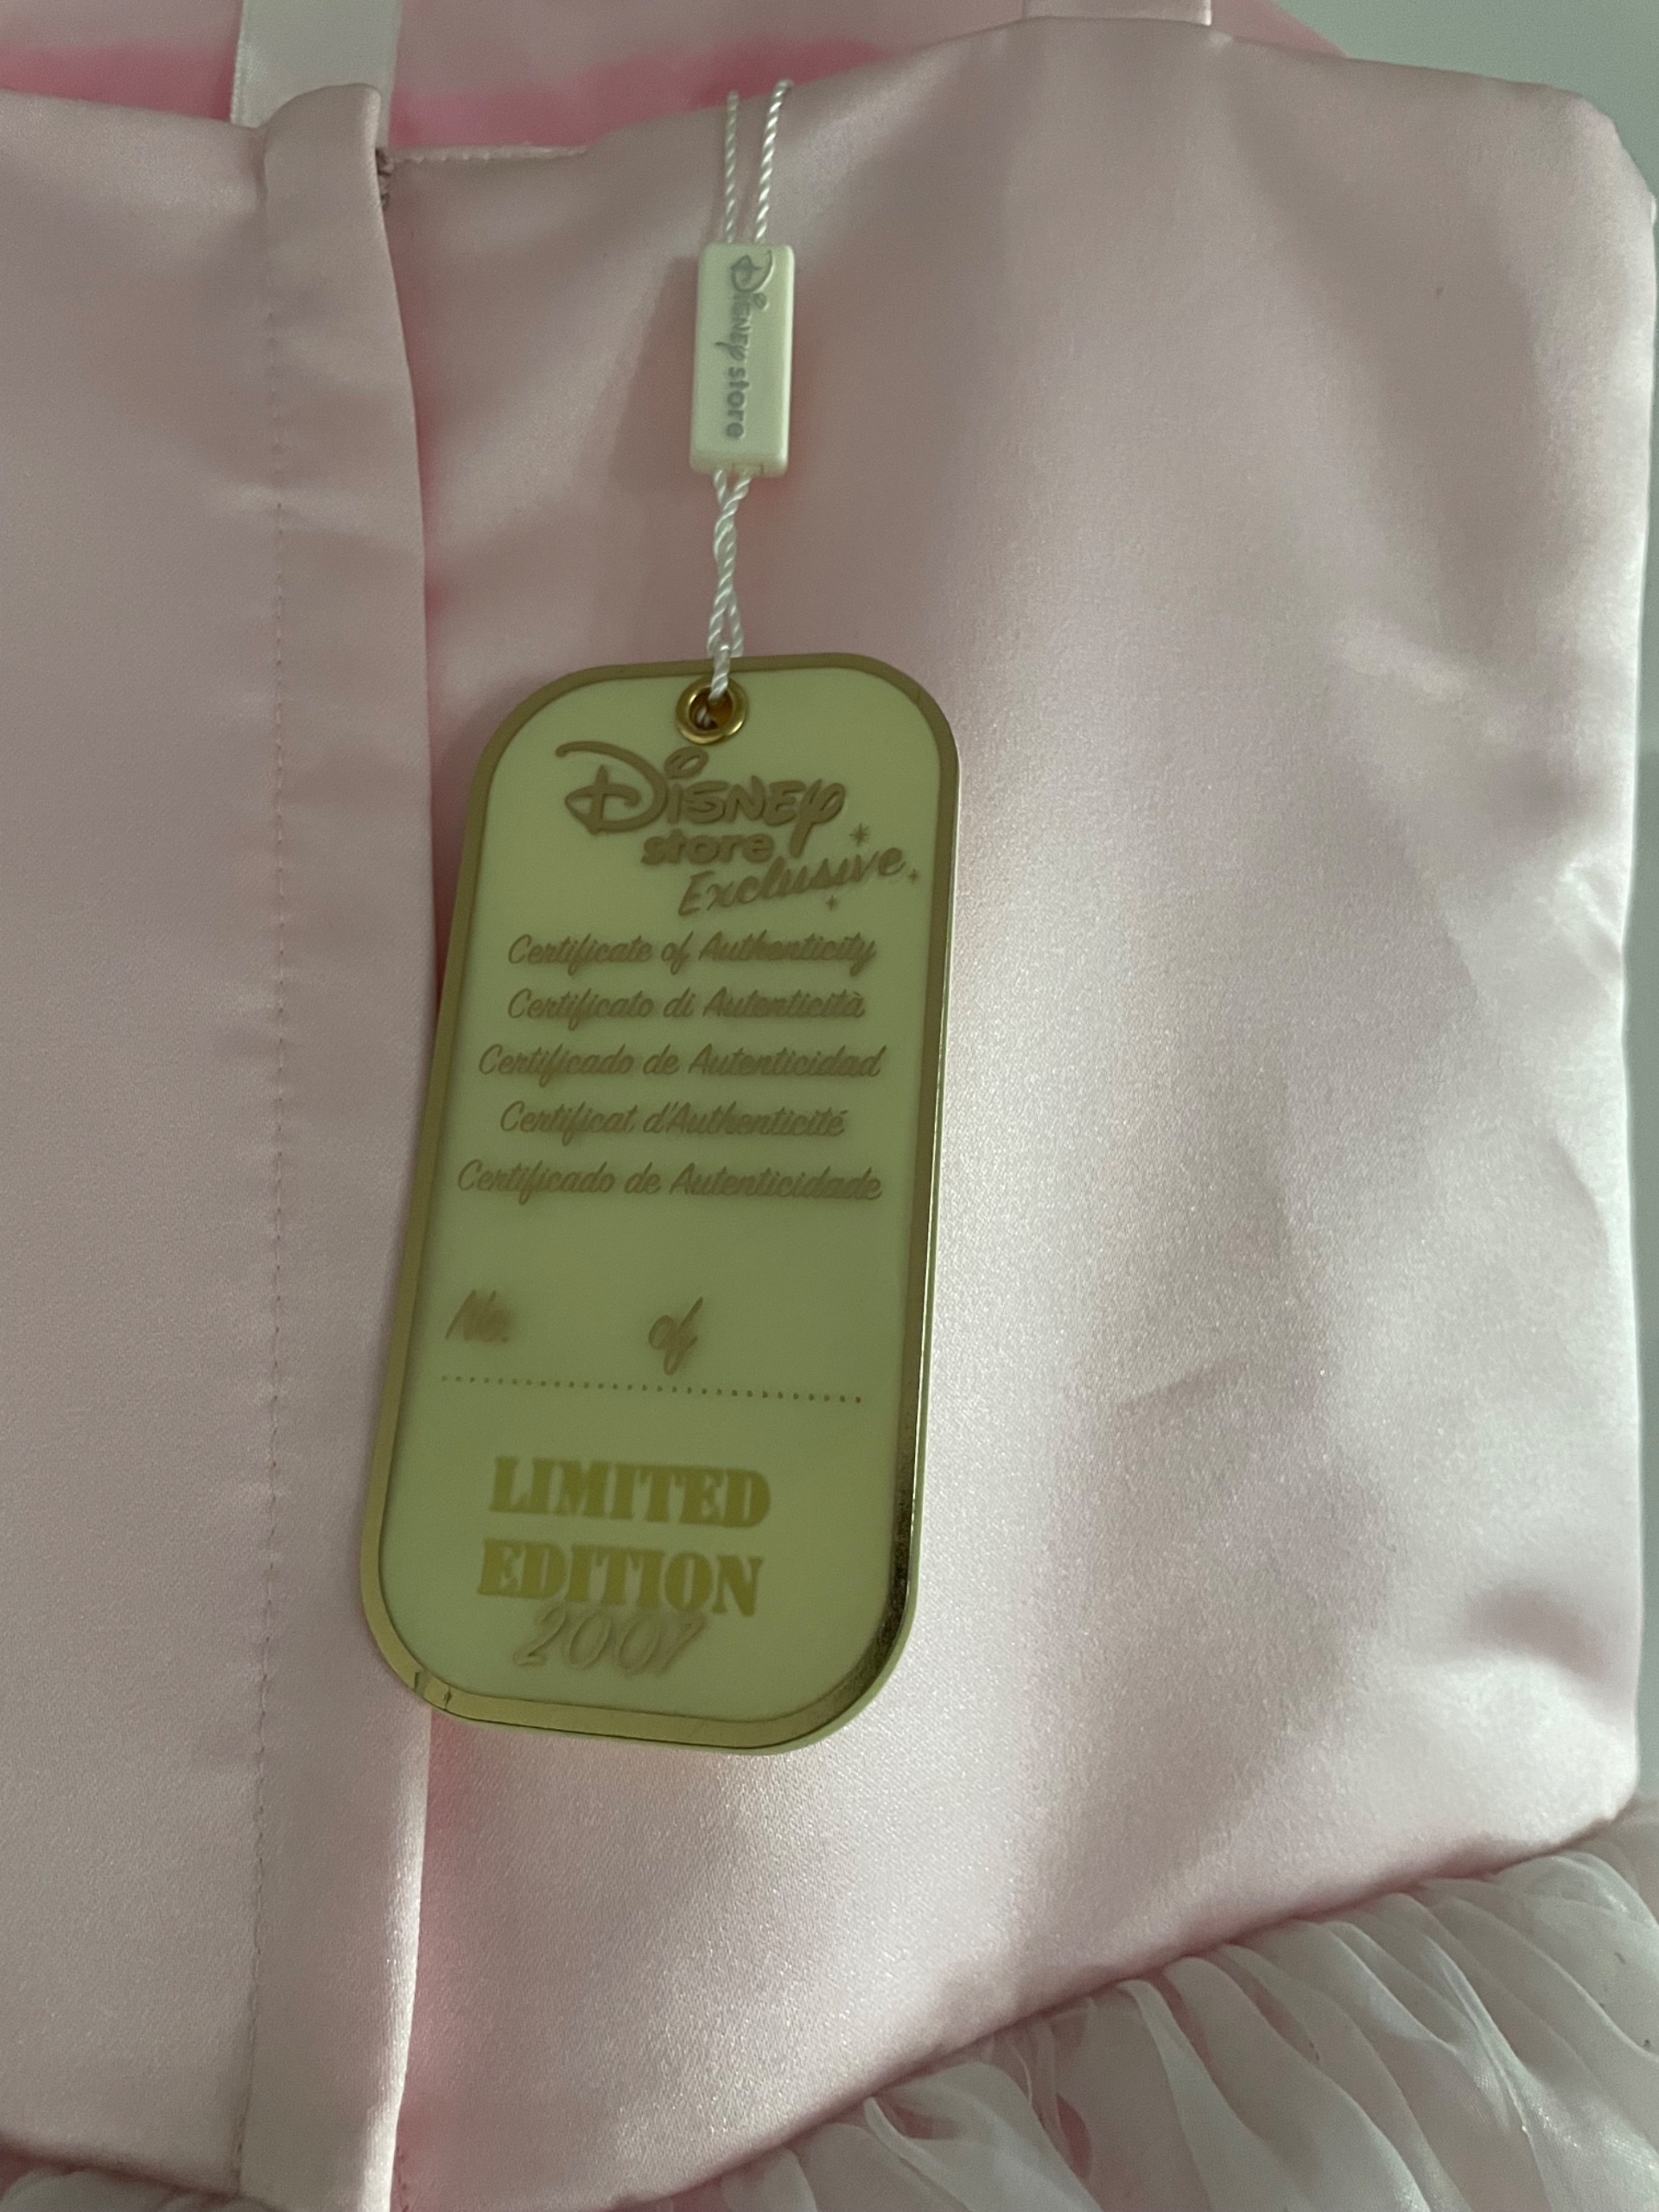 Disney store
Disney
store
Exclusive
Certificate of Authenticity
Certificato di Autenticità
Certificado de Autenticidad
Certificat d'Authenticité
Certificado de Autenticidade
No. of
LIMITED
EDITION
2007